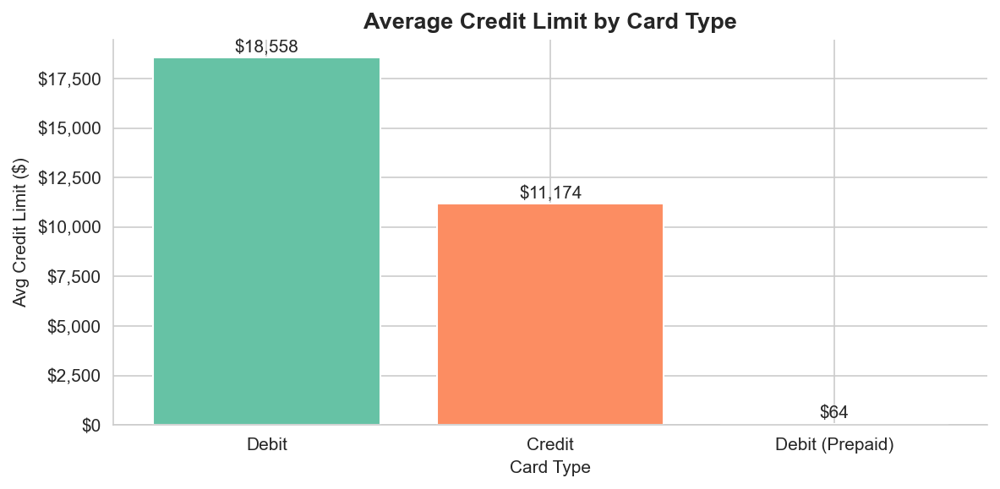 Average Credit Limit by Card Type
Avg Credit Limit ($)
$17,500
$15,000
$12,500
$10,000
$7,500
$5,000
$2,500
$0
$18,558
$11,174
$64
Debit
Credit
Debit (Prepaid)
Card Type